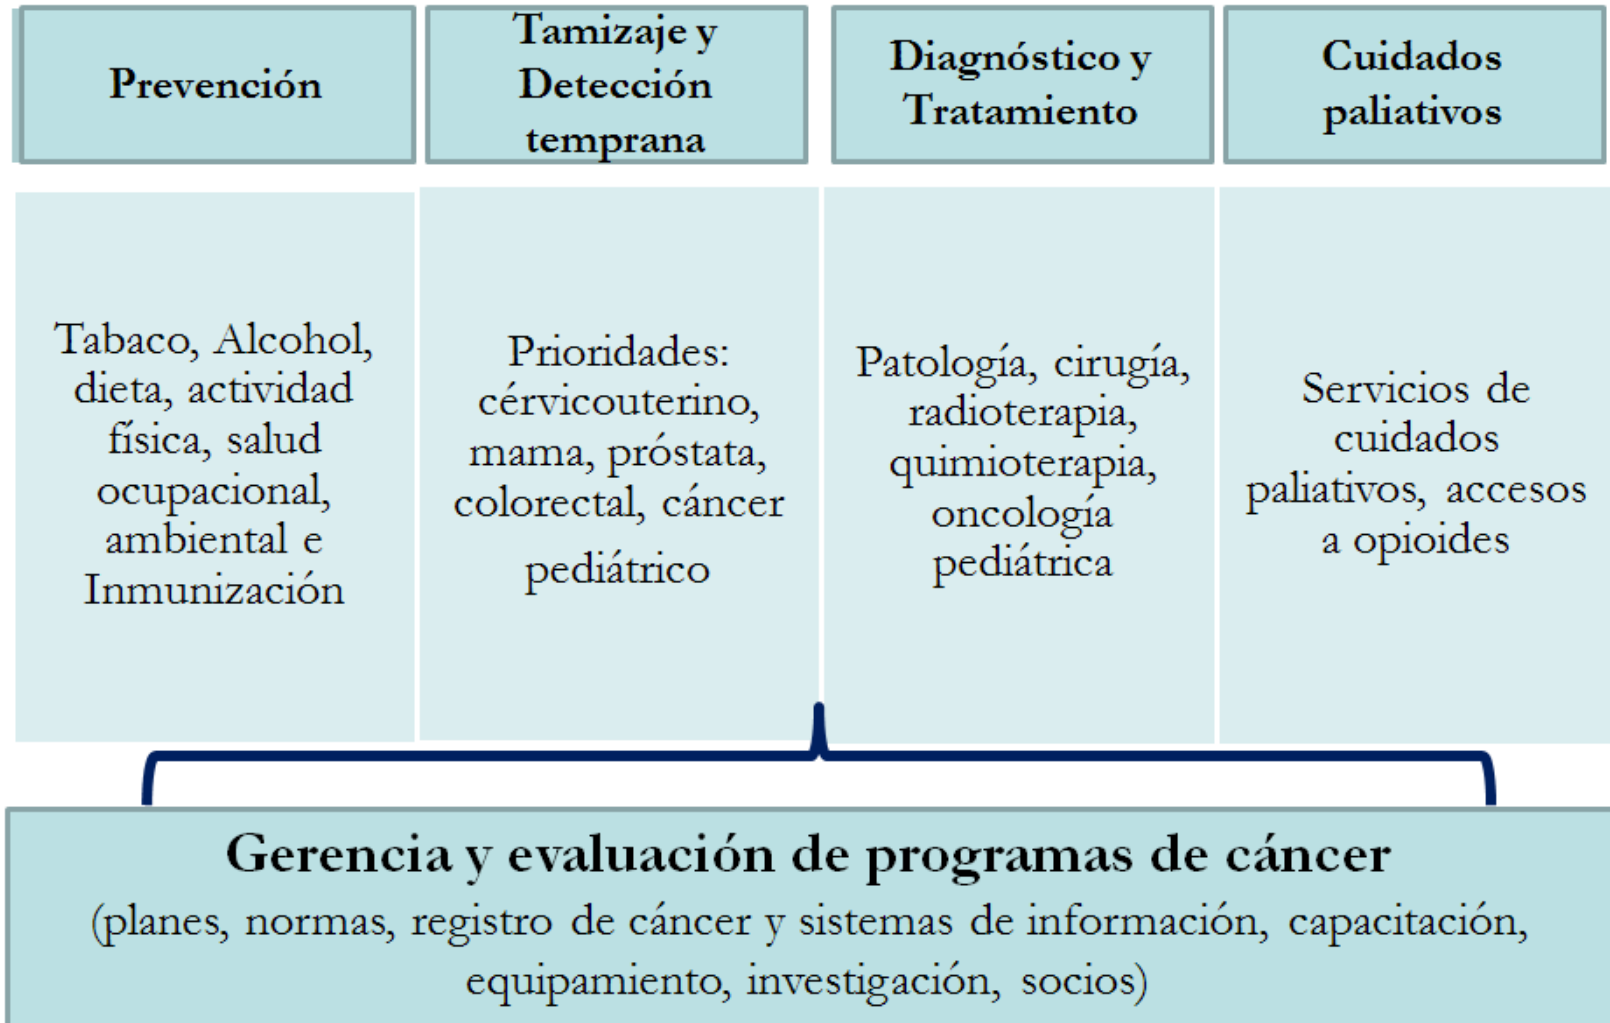 Prevención
Tamizaje y
Detección
temprana
Diagnóstico y
Tratamiento
Cuidados
paliativos
Tabaco, Alcohol,
dieta, actividad
física, salud
ocupacional,
ambiental e
Inmunización
Prioridades:
cérvicouterino,
mama, próstata,
colorectal, cáncer
pediátrico
Patología, cirugía,
radioterapia,
quimioterapia,
oncología
pediátrica
Servicios de
cuidados
paliativos, accesos
a opioides
Gerencia y evaluación de programas de cáncer
(planes, normas, registro de cáncer y sistemas de información, capacitación,
equipamiento, investigación, socios)